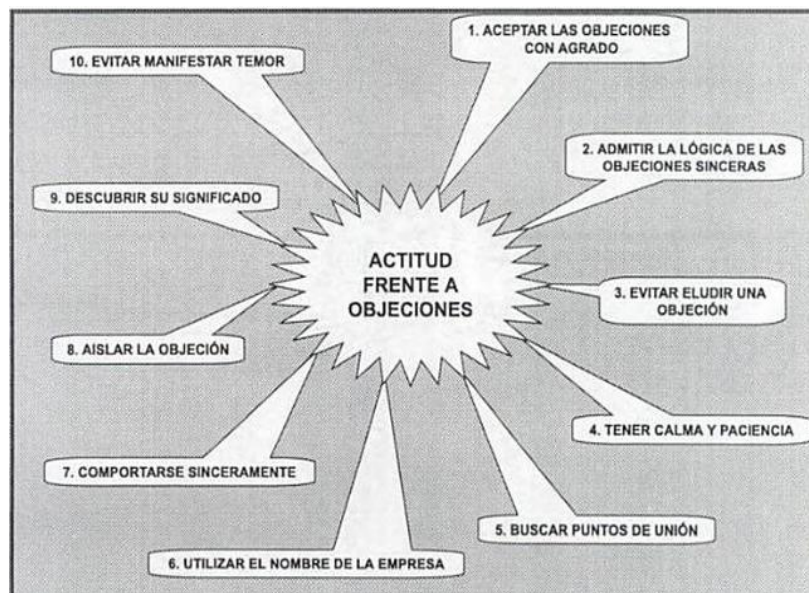 ACTITUD
FRENTE A
OBJECIONES
1. ACEPTAR LAS OBJECIONES
CON AGRADO
2. ADMITIR LA LÓGICA DE LAS
OBJECIONES SINCERAS
3. EVITAR ELUDIR UNA
OBJECIÓN
4. TENER CALMA Y PACIENCIA
5. BUSCAR PUNTOS DE UNIÓN
6. UTILIZAR EL NOMBRE DE LA EMPRESA
7. COMPORTARSE SINCERAMENTE
8. AISLAR LA OBJECIÓN
9. DESCUBRIR SU SIGNIFICADO
10. EVITAR MANIFESTAR TEMOR